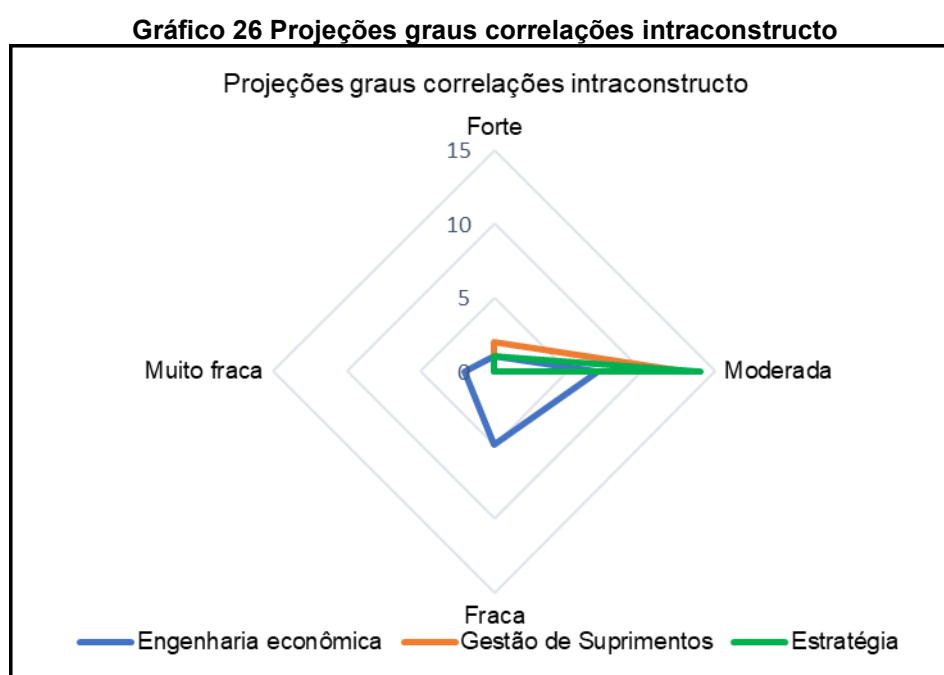 Gráfico 26 Projeções graus correlações intraconstructo
Projeções graus correlações intraconstructo
Forte
15
10
5
0
Muito fraca
Moderada
Fraca
Engenharia econômica Gestão de Suprimentos Estratégia